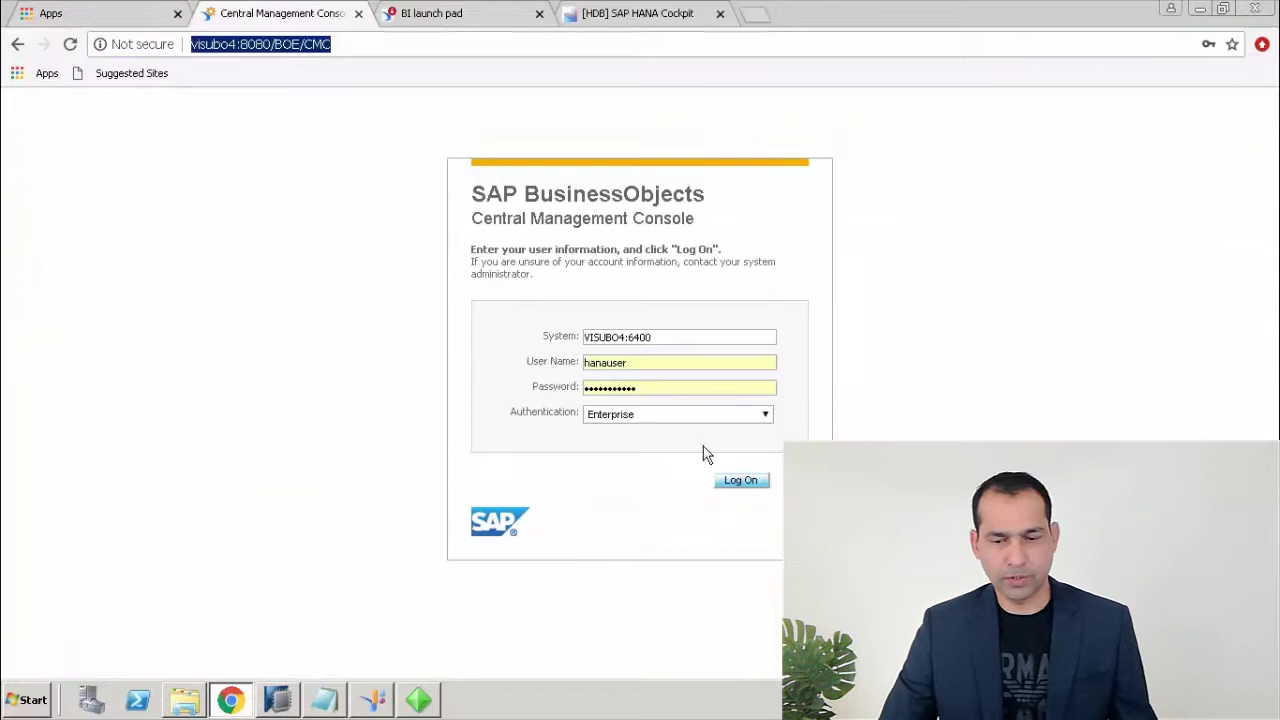 Apps
Central Management Conso
BI launch pad
[HDB] SAP HANA Cockpit
Not secure
visubo4:8080/BOE/CMC
Apps
Suggested Sites
SAP BusinessObjects
Central Management Console
Enter your user information, and click "Log On".
If you are unsure of your account information, contact your system
administrator.
System: VISUBO4:6400
User Name: hanauser
Password: •••••••••••
Authentication: Enterprise
Log On
SAP®
Start